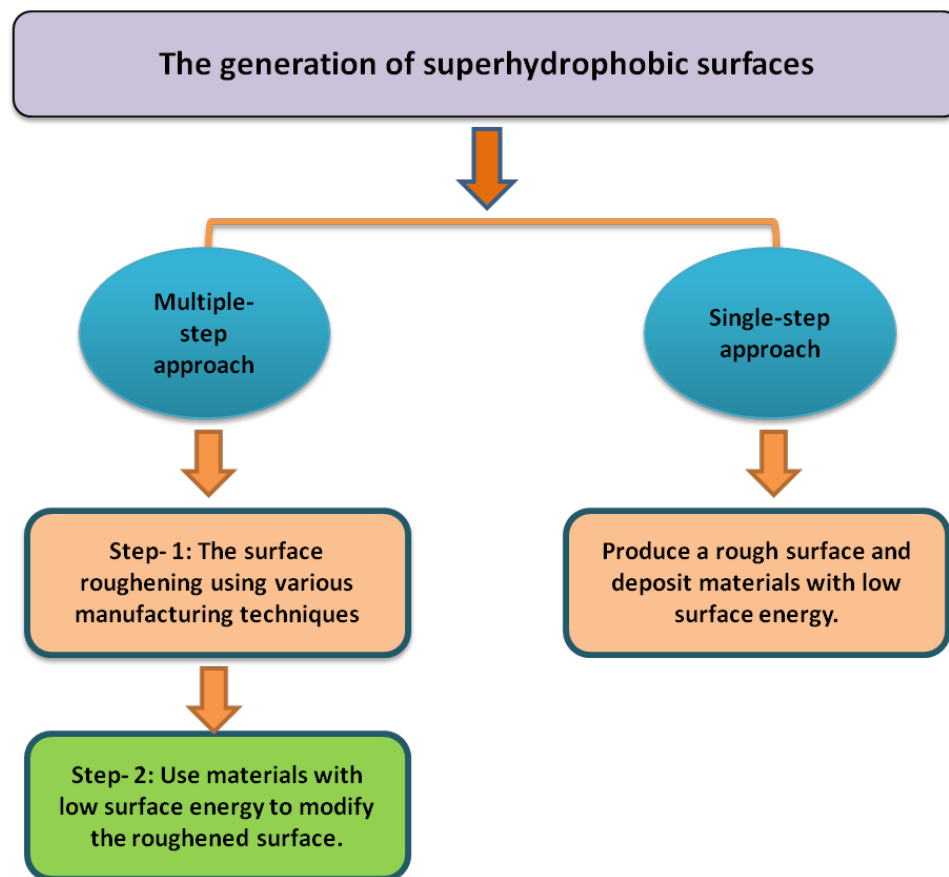 The generation of superhydrophobic surfaces
Multiple-
step
approach
Single-step
approach
Step- 1: The surface
roughening using various
manufacturing techniques
Produce a rough surface and
deposit materials with low
surface energy.
Step- 2: Use materials with
low surface energy to modify
the roughened surface.